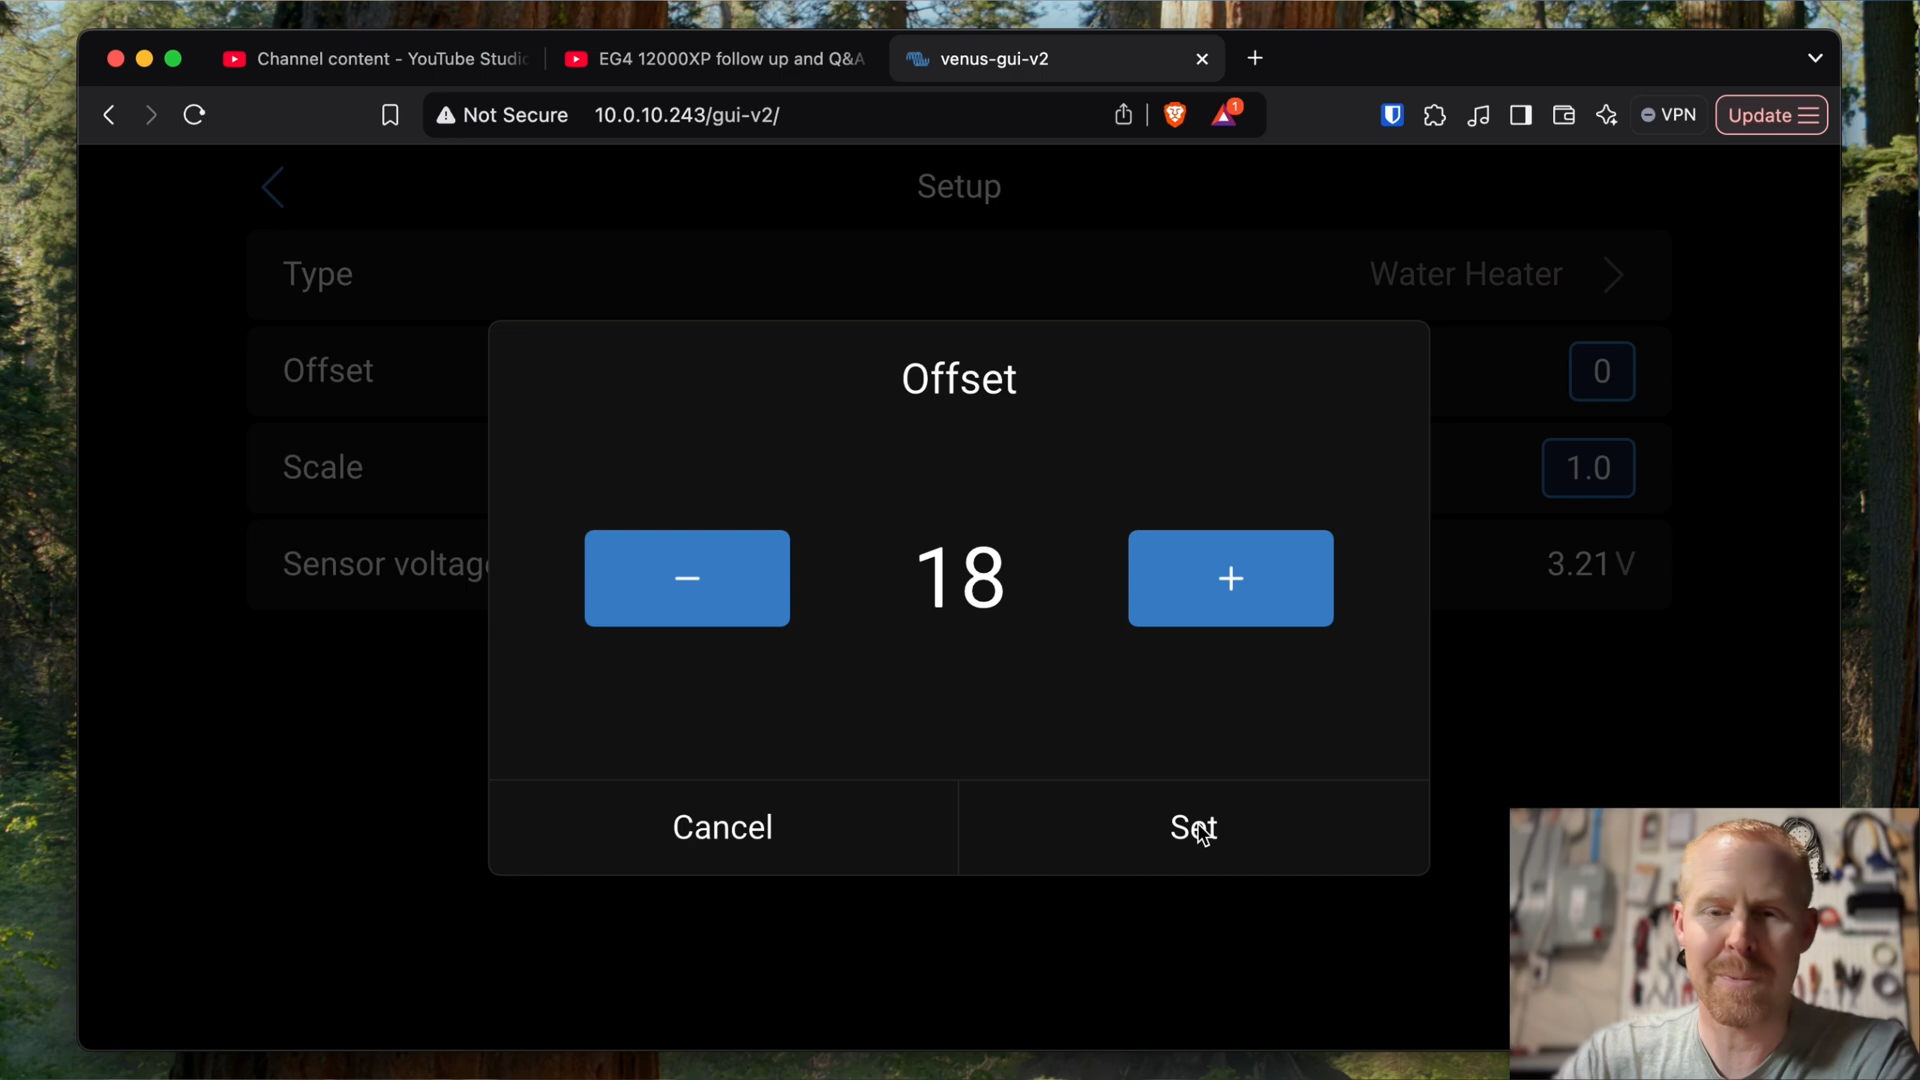 Channel content - YouTube Studio
EG4 12000XP follow up and Q&A
venus-gui-v2
Not Secure
10.0.10.243/gui-v2/
1
VPN
Update
Setup
Type
Water Heater
Offset
0
Scale
1.0
Sensor voltage
3.21V
Offset
−
18
+
Cancel
Set